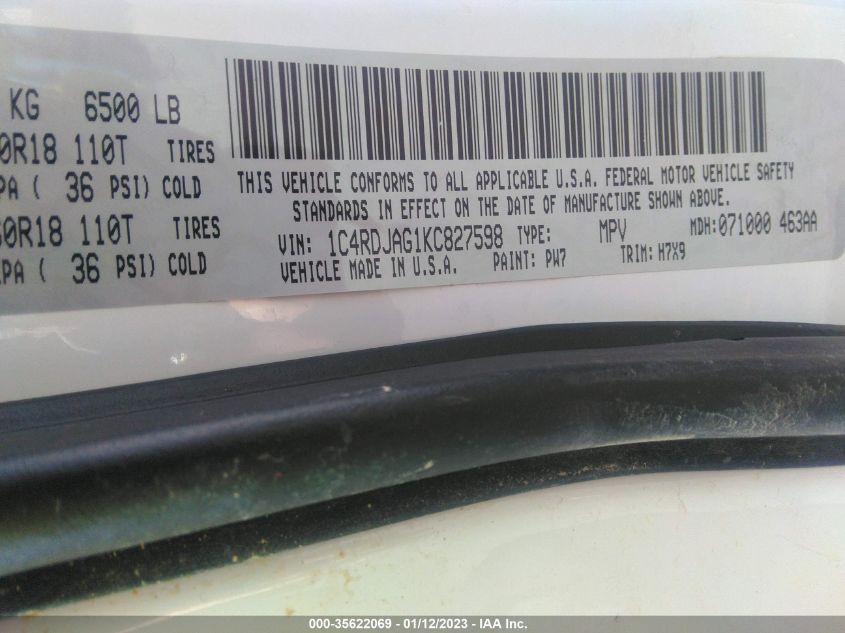 KG 6500 LB
0R18 110T TIRES
PA ( 36 PSI) COLD
60R18 110T TIRES
PA ( 36 PSI) COLD
THIS VEHICLE CONFORMS TO ALL APPLICABLE U.S.A. FEDERAL MOTOR VEHICLE SAFETY
STANDARDS IN EFFECT ON THE DATE OF MANUFACTURE SHOWN ABOVE.
VIN: 1C4RDJAG1KC827598 TYPE: MPV MDH: 071000 463AA
VEHICLE MADE IN U.S.A. PAINT: PW7 TRIM: H7X9
000-35622069 - 01/12/2023 - IAA Inc.